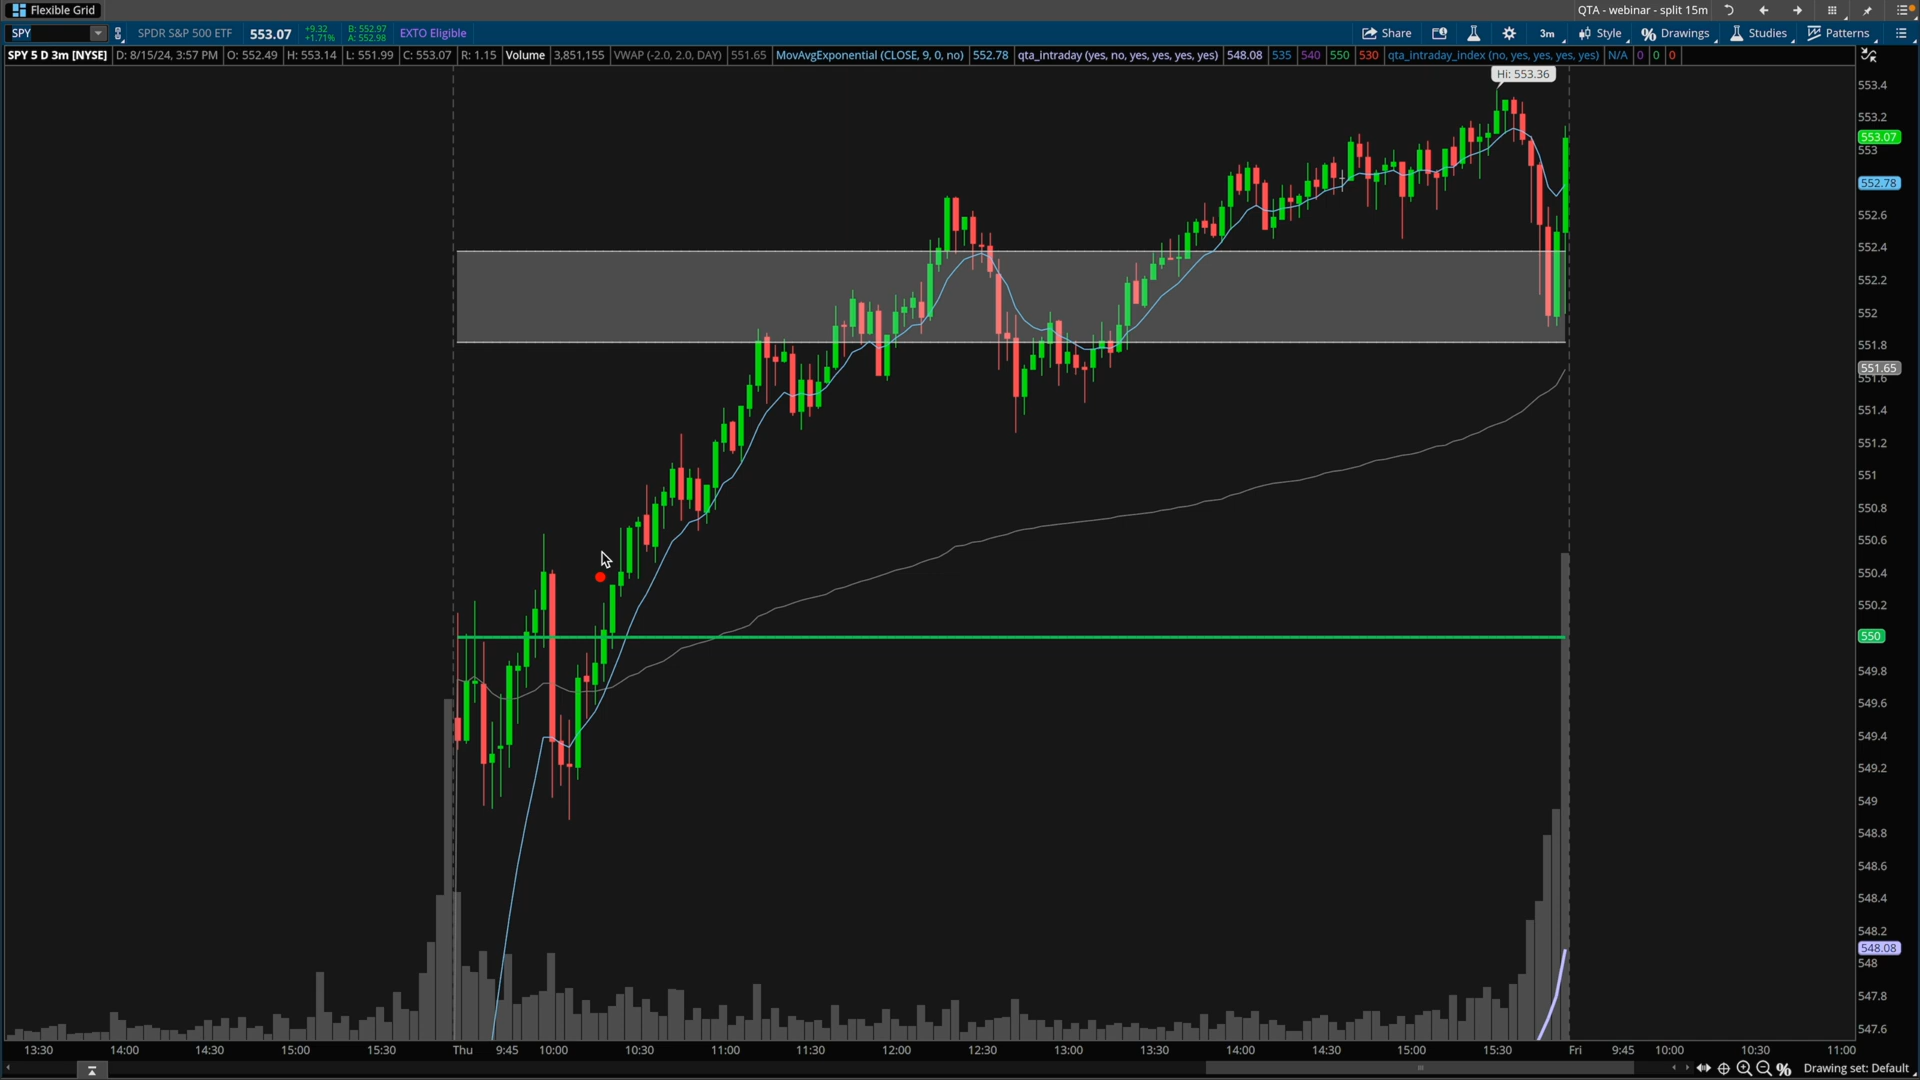 Flexible Grid
QTA - webinar - split 15m
SPY
SPDR S&P 500 ETF
553.07
+9.32
+1.71%
B: 552.97
A: 552.98
EXTO Eligible
Share
3m
Style
Drawings
Studies
Patterns
SPY 5 D 3m [NYSE] D: 8/15/24, 3:57 PM O: 552.49 H: 553.14 L: 551.99 C: 553.07 R: 1.15 Volume 3,851,155 VWAP (-2.0, 2.0, DAY) 551.65 MovAvgExponential (CLOSE, 9, 0, no) 552.78 qta_intraday (yes, no, yes, yes, yes, yes) 548.08 535 540 550 530 qta_intraday_index (no, yes, yes, yes, yes) N/A 0 0 0
Hi: 553.36
553.4
553.2
553.07
553
552.78
552.6
552.4
552.2
552
551.8
551.65
551.6
551.4
551.2
551
550.8
550.6
550.4
550.2
550
549.8
549.6
549.4
549.2
549
548.8
548.6
548.4
548.2
548.08
548
547.8
547.6
13:30 14:00 14:30 15:00 15:30 Thu 9:45 10:00 10:30 11:00 11:30 12:00 12:30 13:00 13:30 14:00 14:30 15:00 15:30 Fri 9:45 10:00 10:30 11:00
Drawing set: Default